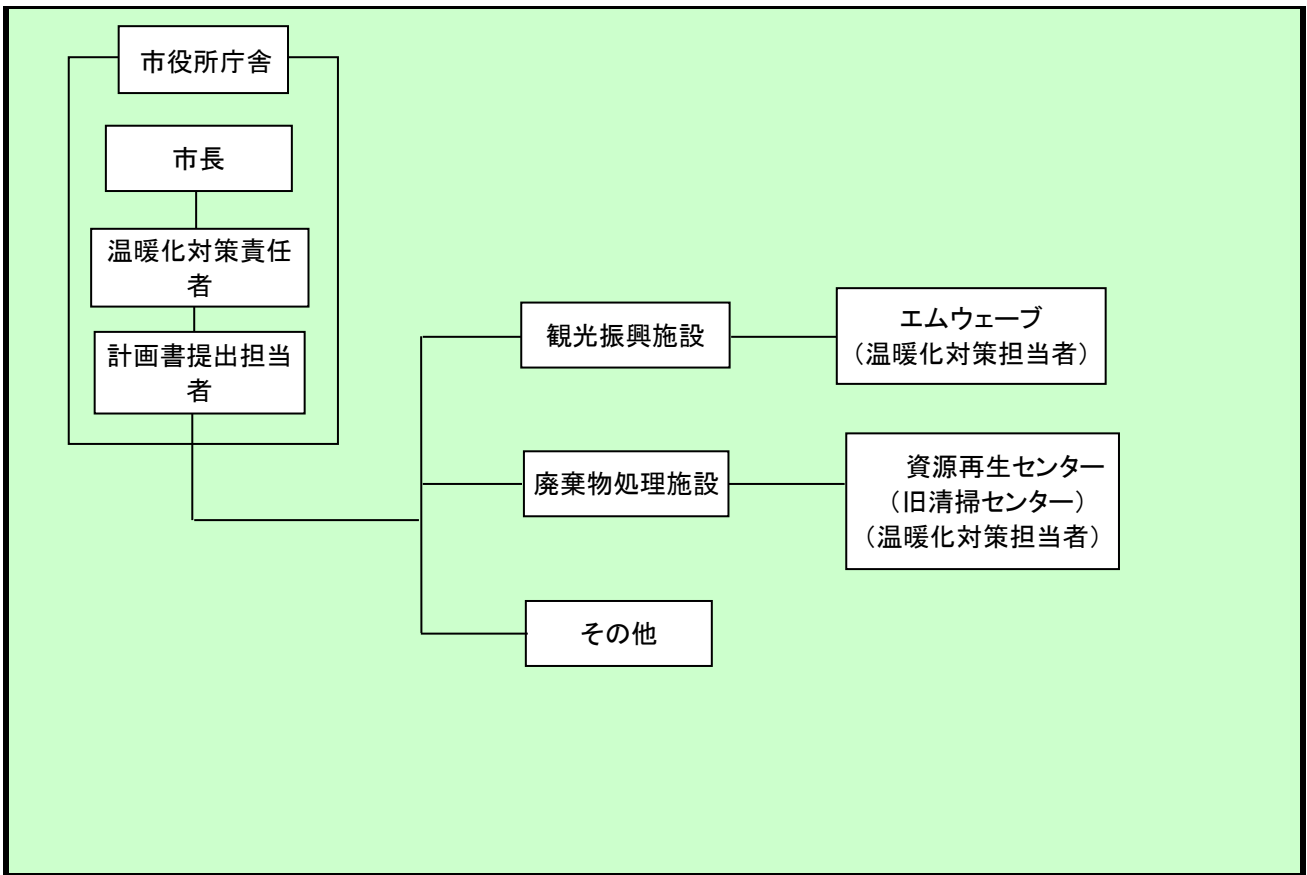 市役所庁舎
市長
温暖化対策責任
者
計画書提出担当
者
観光振興施設
エムウェーブ
（温暖化対策担当者）
廃棄物処理施設
資源再生センター
（旧清掃センター）
（温暖化対策担当者）
その他